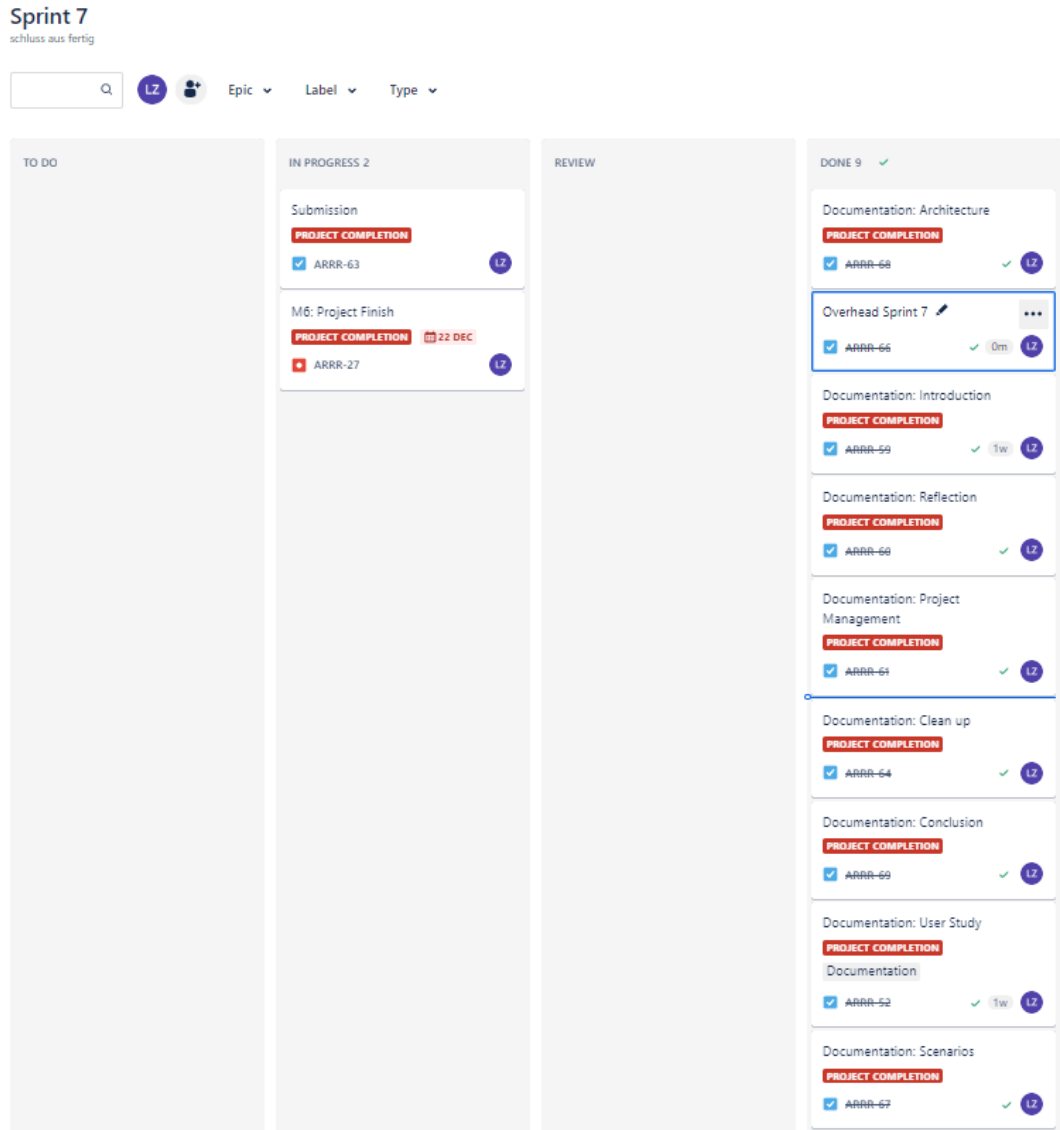 Sprint 7
schluss aus fertig
LZ
Epic
Label
Type
TO DO
IN PROGRESS 2
Submission
PROJECT COMPLETION
ARRR-63
LZ
M6: Project Finish
PROJECT COMPLETION
22 DEC
ARRR-27
LZ
REVIEW
DONE 9
Documentation: Architecture
PROJECT COMPLETION
ARRR-68
LZ
Overhead Sprint 7
ARRR-66
0m
LZ
Documentation: Introduction
PROJECT COMPLETION
ARRR-59
1w
LZ
Documentation: Reflection
PROJECT COMPLETION
ARRR-60
LZ
Documentation: Project
Management
PROJECT COMPLETION
ARRR-61
LZ
Documentation: Clean up
PROJECT COMPLETION
ARRR-64
LZ
Documentation: Conclusion
PROJECT COMPLETION
ARRR-69
LZ
Documentation: User Study
PROJECT COMPLETION
Documentation
ARRR-52
1w
LZ
Documentation: Scenarios
PROJECT COMPLETION
ARRR-67
LZ